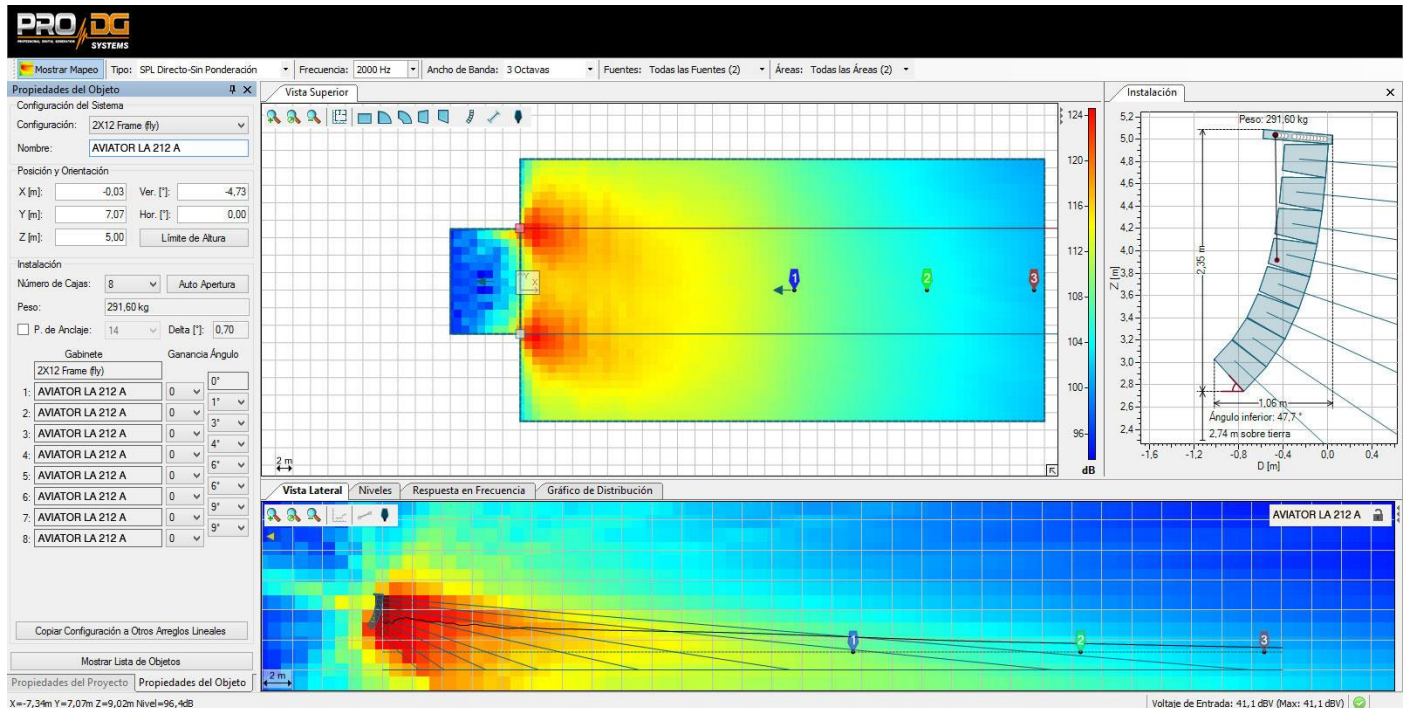 PRO DG
PROFESSIONAL DIGITAL GENERATION SYSTEMS
Mostrar Mapeo Tipo: SPL Directo-Sin Ponderación Frecuencia: 2000 Hz Ancho de Banda: 3 Octavas Fuentes: Todas las Fuentes (2) Áreas: Todas las Áreas (2)
Propiedades del Objeto
Configuración del Sistema
Configuración: 2X12 Frame (fly)
Nombre: AVIATOR LA 212 A
Posición y Orientación
X [m]: -0,03 Ver. [°]: -4,73
Y [m]: 7,07 Hor. [°]: 0.00
Z [m]: 5,00 Límite de Altura
Instalación
Número de Cajas: 8 Auto Apertura
Peso: 291,60 kg
P. de Anclaje: 14 Delta [°]: 0,70
Gabinete Ganancia Ángulo
2X12 Frame (fly)
0°
1: AVIATOR LA 212 A 0
1°
2: AVIATOR LA 212 A 0
3°
3: AVIATOR LA 212 A 0
4°
4: AVIATOR LA 212 A 0
6°
5: AVIATOR LA 212 A 0
6°
6: AVIATOR LA 212 A 0
9°
7: AVIATOR LA 212 A 0
9°
8: AVIATOR LA 212 A 0
Copiar Configuración a Otros Arreglos Lineales
Mostrar Lista de Objetos
Propiedades del Proyecto Propiedades del Objeto
Vista Superior
Y
X
1
2
3
2 m
124
120
116
112
108
104
100
96
dB
Instalación
Peso: 291,60 kg
5,2
5,0
4,8
4,6
4,4
4,2
4,0
3,8
3,6
3,4
3,2
3,0
2,8
2,6
2,4
Z [m]
2,35 m
1,06 m
Ángulo inferior: 47,7 °
2,74 m sobre tierra
-1,6 -1,2 -0,8 -0,4 0,0 0,4
D [m]
Vista Lateral Niveles Respuesta en Frecuencia Gráfico de Distribución
AVIATOR LA 212 A
1
2
3
2 m
X=-7,34m Y=7,07m Z=9,02m Nivel=96,4dB
Voltaje de Entrada: 41,1 dBV (Max: 41,1 dBV)